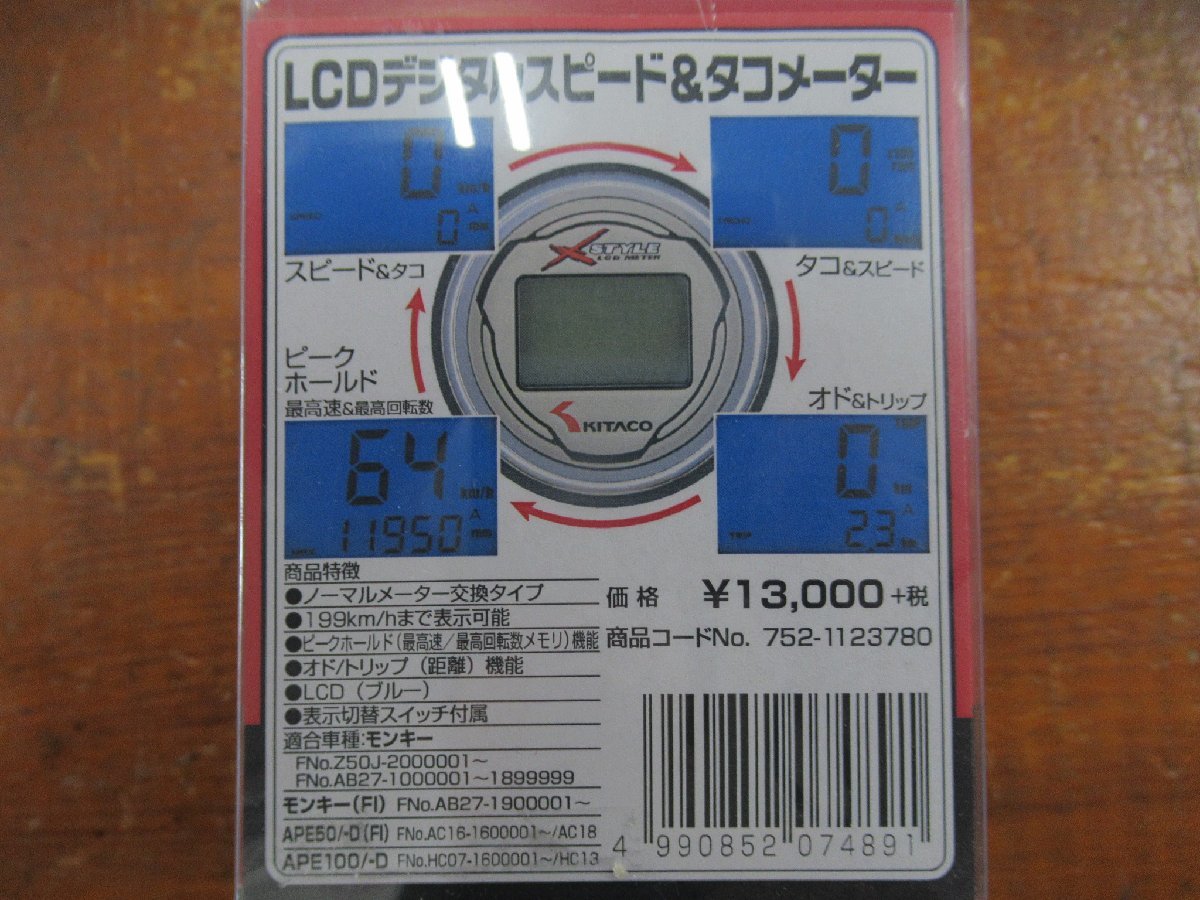 LCDデジタルスピード&タコメーター
0
km/h
A
0
スピード&タコ
0
A
0
タコ&スピード
X STYLE
LCD METER
KITACO
ピーク
ホールド
最高速&最高回転数
64
km/h
A
11950
オド&トリップ
0
km
A
TRIP
23
km
商品特徴
●ノーマルメーター交換タイプ
●199km/hまで表示可能
●ピークホールド(最高速/最高回転数メモリ)機能
●オド/トリップ(距離)機能
●LCD(ブルー)
●表示切替スイッチ付属
適合車種:モンキー
FNo.Z50J-2000001~
FNo.AB27-1000001~1899999
モンキー(FI) FNo.AB27-1900001~
APE50/-D(FI) FNo.AC16-1600001~/AC18
APE100/-D FNo.HC07-1600001~/HC13
価格 ¥13,000+税
商品コードNo. 752-1123780
4 990852 074891